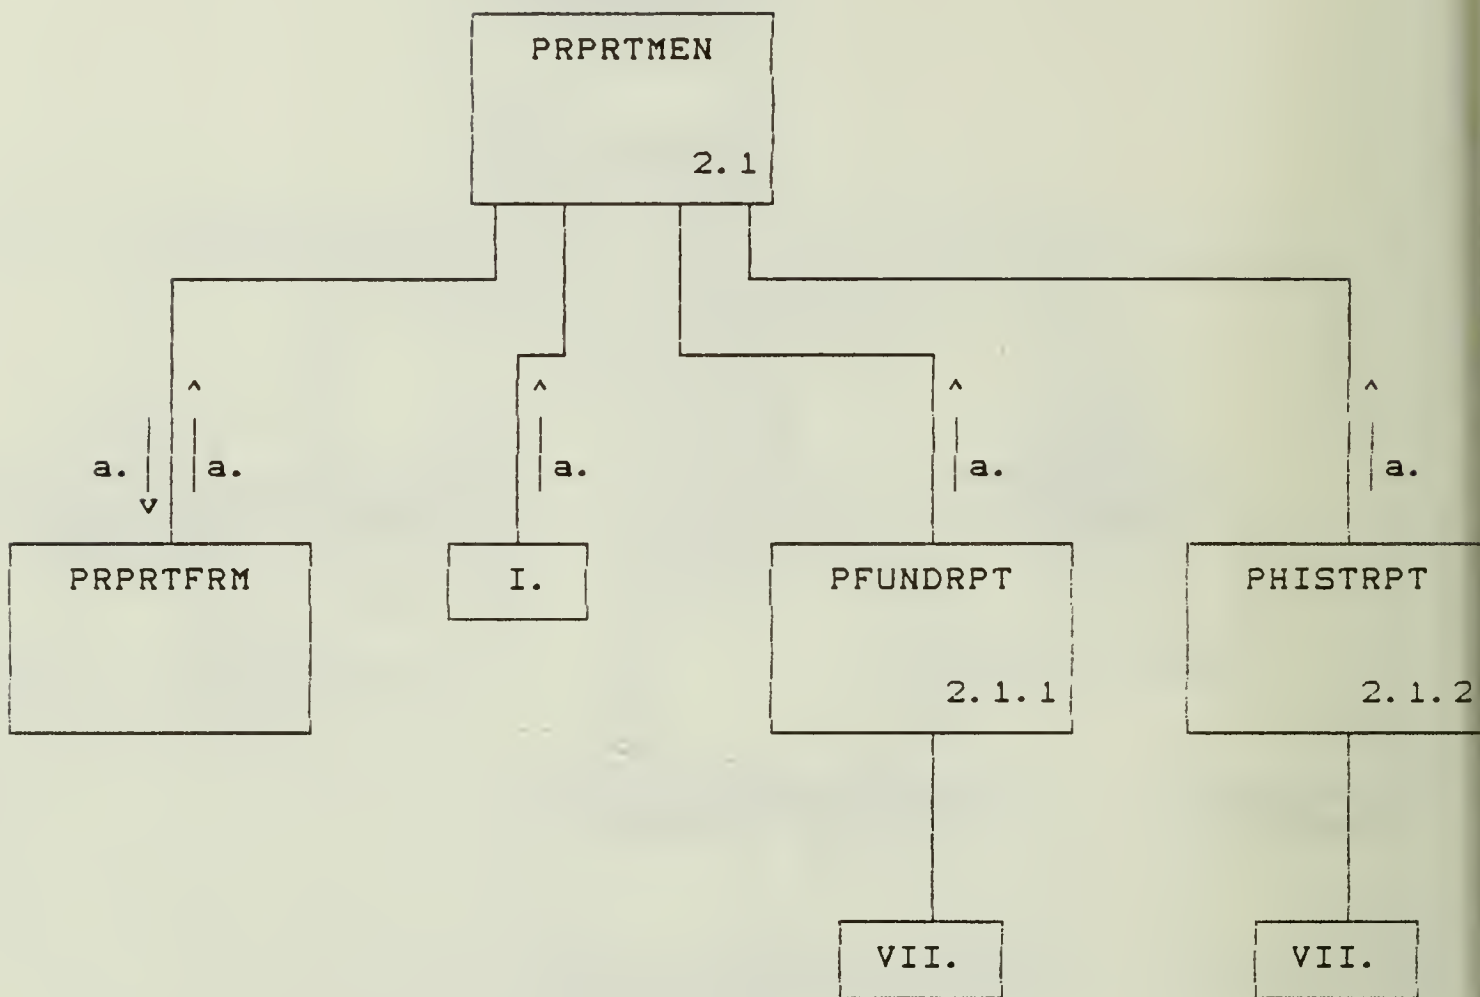 PRPRTMEN
2.1
a. a. a. a. a.
PRPRTFRM I. PFUNDRPT PHISTRPT
2.1.1 2.1.2
VII. VII.